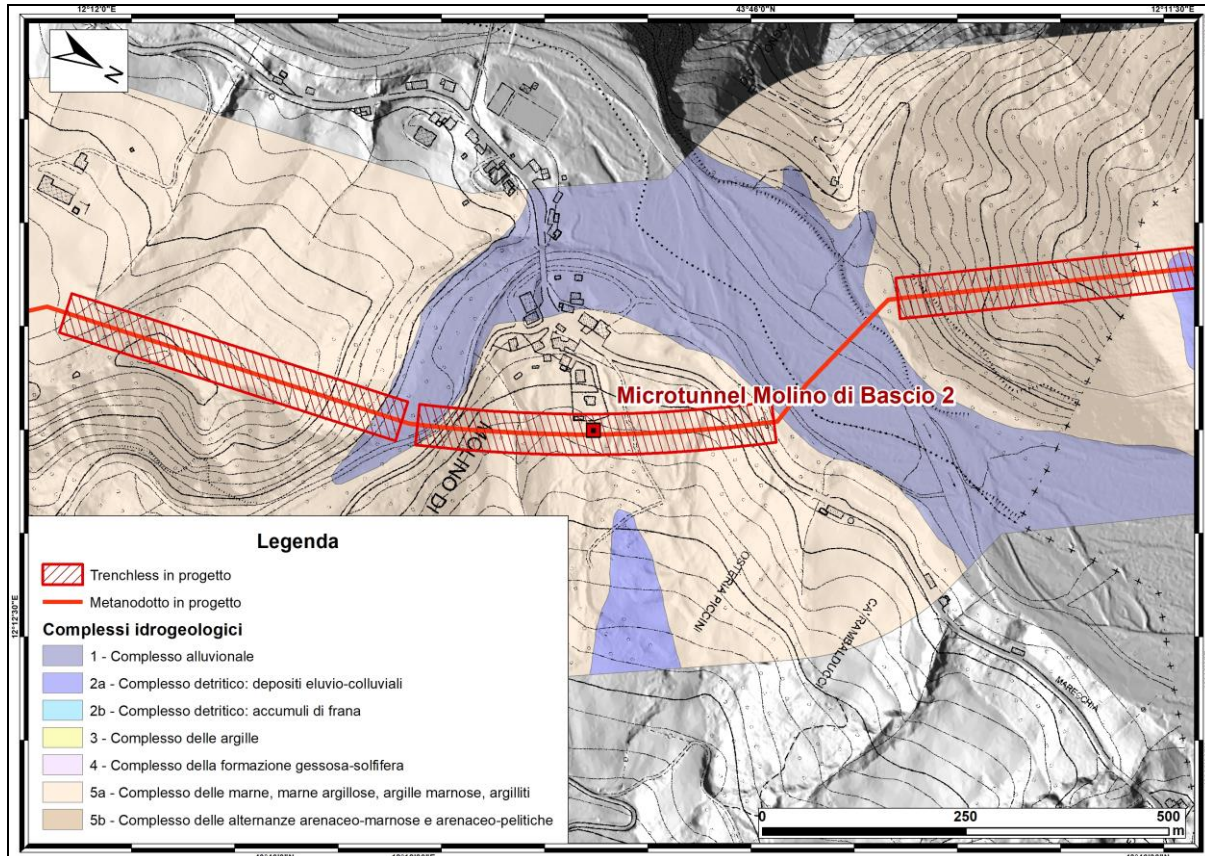 12°12'0"E
43°46'0"N
12°11'30"E
N
Microtunnel Molino di Bascio 2
MOLINO DI
OSTERIA PICCINI
CA'RAMBALDUCCI
MARECCHIA
12°12'30"E
Legenda
Trenchless in progetto
Metanodotto in progetto
Complessi idrogeologici
1 - Complesso alluvionale
2a - Complesso detritico: depositi eluvio-colluviali
2b - Complesso detritico: accumuli di frana
3 - Complesso delle argille
4 - Complesso della formazione gessosa-solfifera
5a - Complesso delle marne, marne argillose, argille marnose, argilliti
5b - Complesso delle alternanze arenaceo-marnose e arenaceo-pelitiche
0 250 500
m